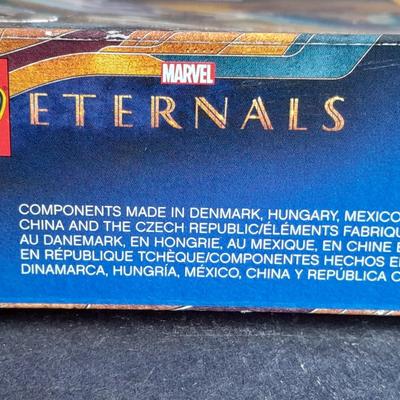 MARVEL
ETERNALS
COMPONENTS MADE IN DENMARK, HUNGARY, MEXICO
CHINA AND THE CZECH REPUBLIC/ÉLÉMENTS FABRIQU
AU DANEMARK, EN HONGRIE, AU MEXIQUE, EN CHINE E
EN RÉPUBLIQUE TCHÈQUE/COMPONENTES HECHOS E
DINAMARCA, HUNGRÍA, MÉXICO, CHINA Y REPÚBLICA C